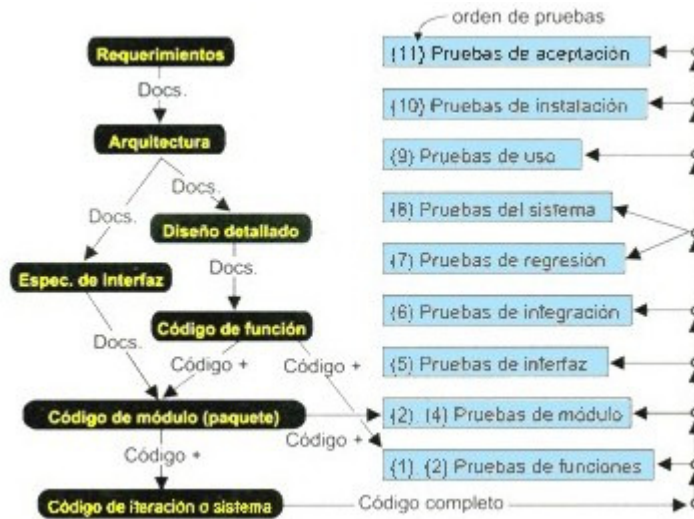 orden de pruebas
Requerimientos
{11} Pruebas de aceptación
Docs.
{10} Pruebas de instalación
Arquitectura
{9} Pruebas de uso
Docs.
Docs.
{8} Pruebas del sistema
Diseño detallado
{7} Pruebas de regresión
Espec. de Interfaz
Docs.
{6} Pruebas de integración
Código de función
Docs.
Código +
Código +
{5} Pruebas de interfaz
Código de módulo (paquete)
{2} {4} Pruebas de módulo
Código +
Código +
{1} {2} Pruebas de funciones
Código de iteración o sistema
Código completo